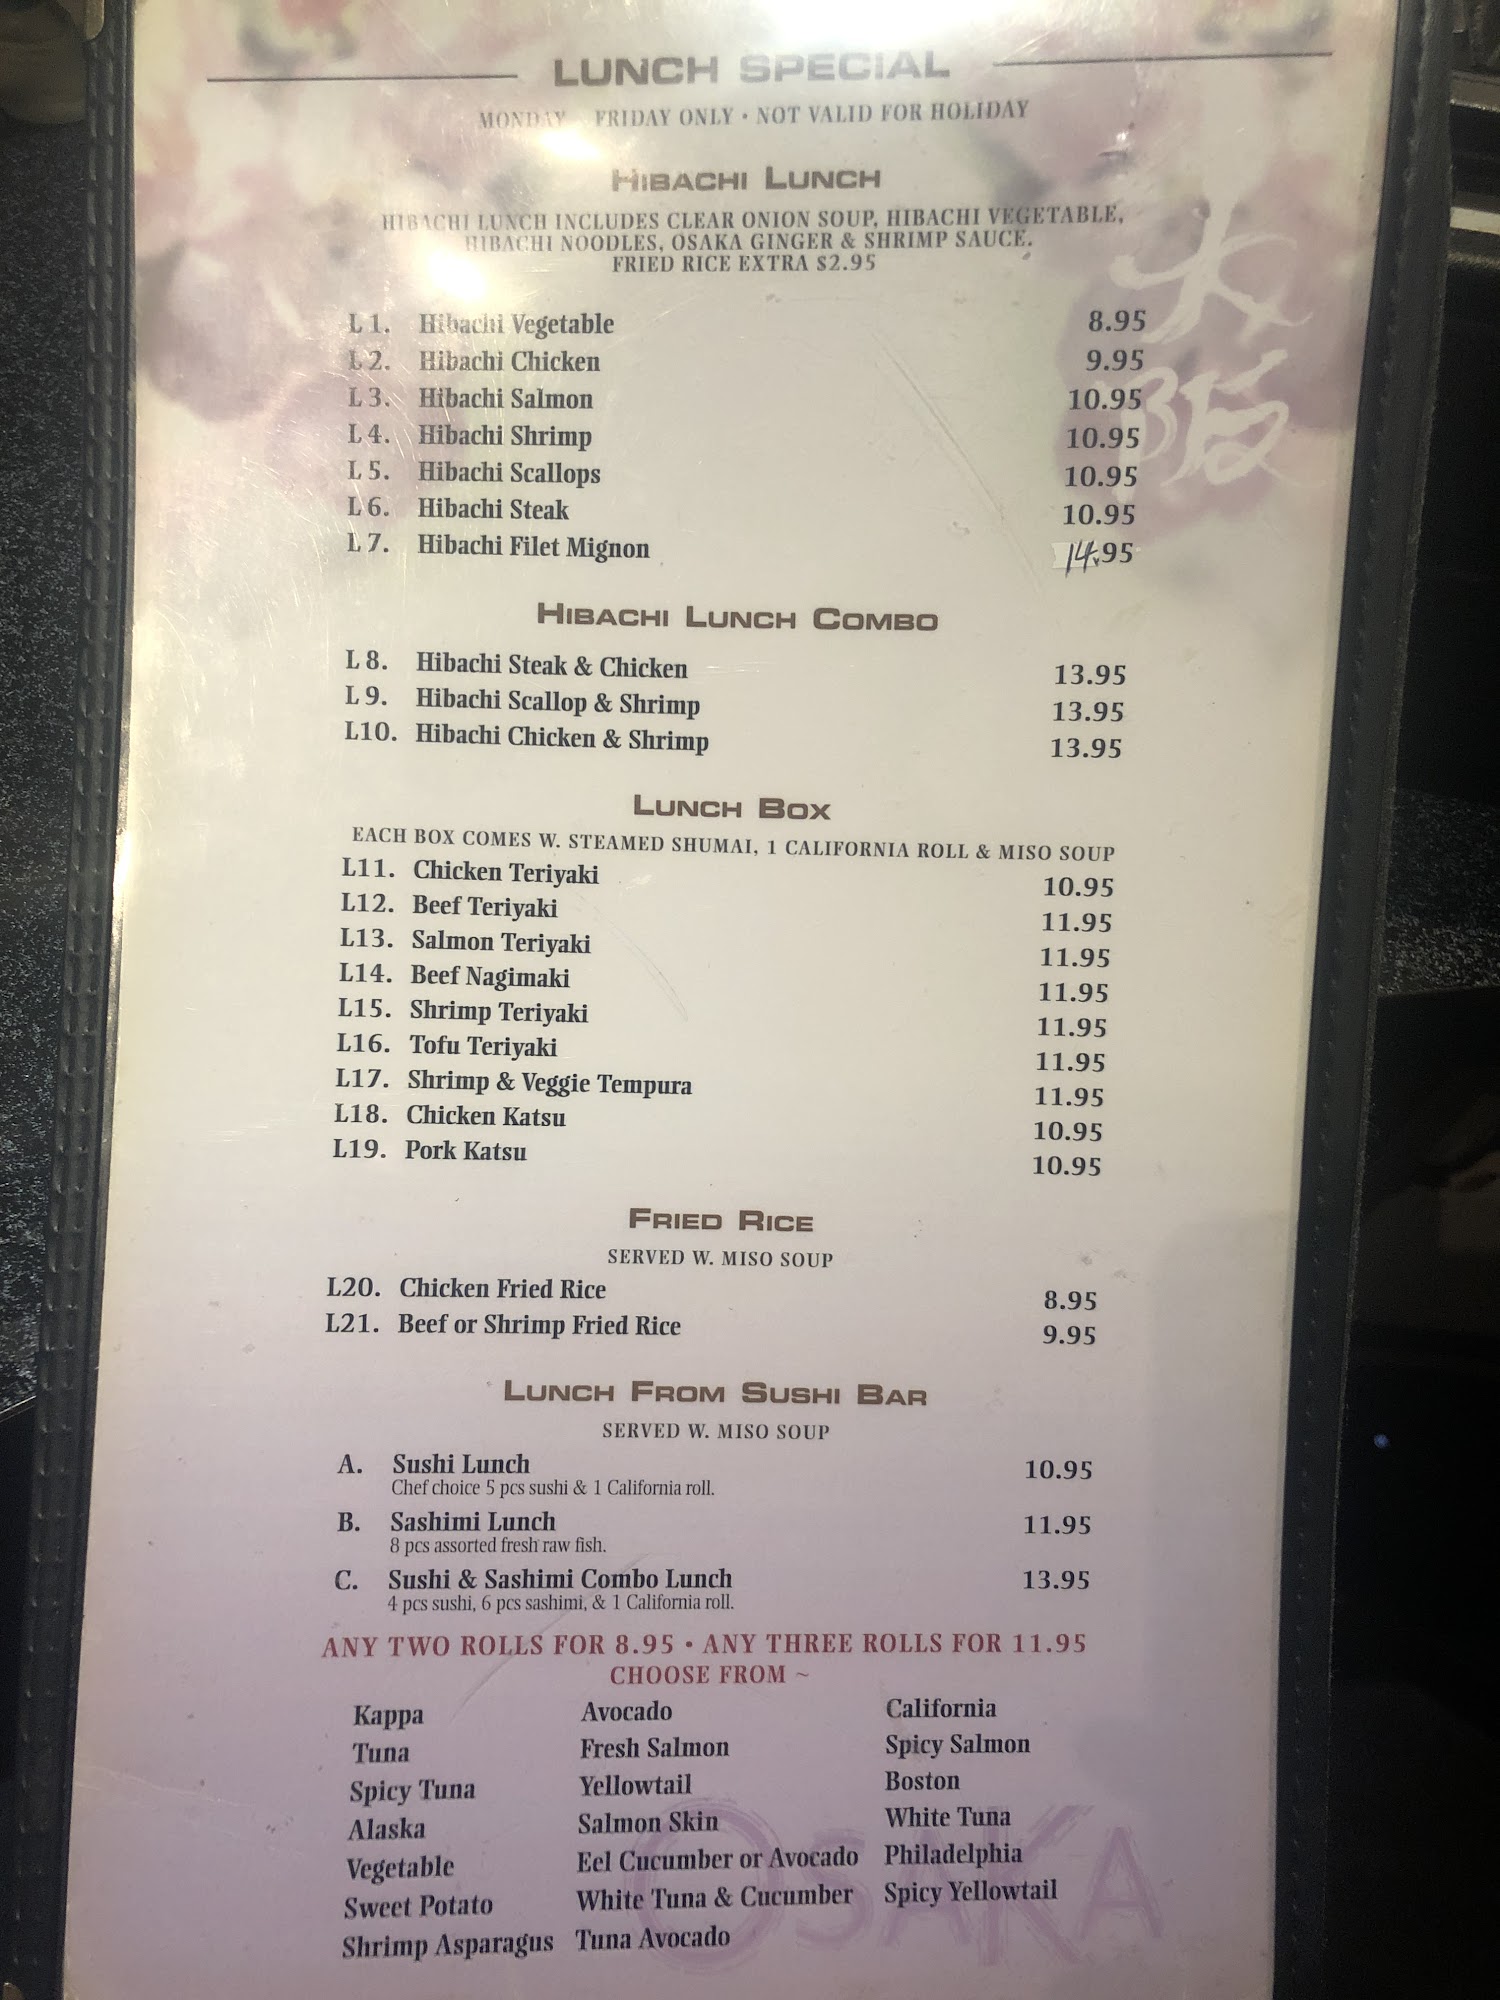 LUNCH SPECIAL
MONDAY - FRIDAY ONLY • NOT VALID FOR HOLIDAY
HIBACHI LUNCH
HIBACHI LUNCH INCLUDES CLEAR ONION SOUP, HIBACHI VEGETABLE,
HIBACHI NOODLES, OSAKA GINGER & SHRIMP SAUCE.
FRIED RICE EXTRA $2.95
大阪
L 1. Hibachi Vegetable 8.95
L 2. Hibachi Chicken 9.95
L 3. Hibachi Salmon 10.95
L 4. Hibachi Shrimp 10.95
L 5. Hibachi Scallops 10.95
L 6. Hibachi Steak 10.95
L 7. Hibachi Filet Mignon 14.95
HIBACHI LUNCH COMBO
L 8. Hibachi Steak & Chicken 13.95
L 9. Hibachi Scallop & Shrimp 13.95
L10. Hibachi Chicken & Shrimp 13.95
LUNCH BOX
EACH BOX COMES W. STEAMED SHUMAI, 1 CALIFORNIA ROLL & MISO SOUP
L11. Chicken Teriyaki 10.95
L12. Beef Teriyaki 11.95
L13. Salmon Teriyaki 11.95
L14. Beef Nagimaki 11.95
L15. Shrimp Teriyaki 11.95
L16. Tofu Teriyaki 11.95
L17. Shrimp & Veggie Tempura 11.95
L18. Chicken Katsu 10.95
L19. Pork Katsu 10.95
FRIED RICE
SERVED W. MISO SOUP
L20. Chicken Fried Rice 8.95
L21. Beef or Shrimp Fried Rice 9.95
LUNCH FROM SUSHI BAR
SERVED W. MISO SOUP
A. Sushi Lunch 10.95
Chef choice 5 pcs sushi & 1 California roll.
B. Sashimi Lunch 11.95
8 pcs assorted fresh raw fish.
C. Sushi & Sashimi Combo Lunch 13.95
4 pcs sushi, 6 pcs sashimi, & 1 California roll.
ANY TWO ROLLS FOR 8.95 • ANY THREE ROLLS FOR 11.95
CHOOSE FROM ~
Kappa Avocado California
Tuna Fresh Salmon Spicy Salmon
Spicy Tuna Yellowtail Boston
Alaska Salmon Skin White Tuna
Vegetable Eel Cucumber or Avocado Philadelphia
Sweet Potato White Tuna & Cucumber Spicy Yellowtail
Shrimp Asparagus Tuna Avocado
OSAKA